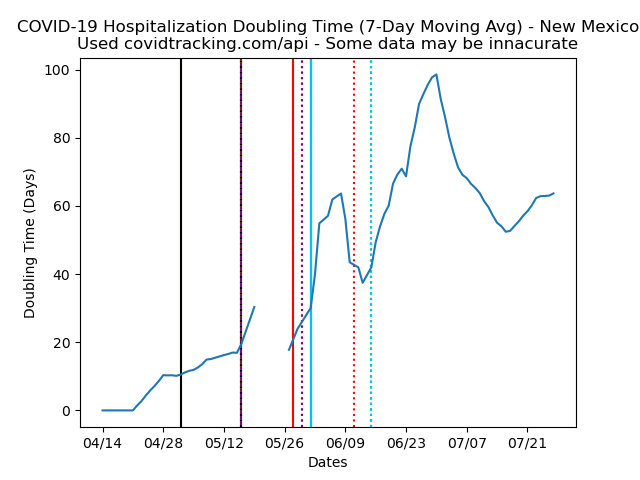 COVID-19 Hospitalization Doubling Time (7-Day Moving Avg) - New Mexico
Used covidtracking.com/api - Some data may be innacurate
100
80
60
40
20
0
Doubling Time (Days)
04/14 04/28 05/12 05/26 06/09 06/23 07/07 07/21
Dates